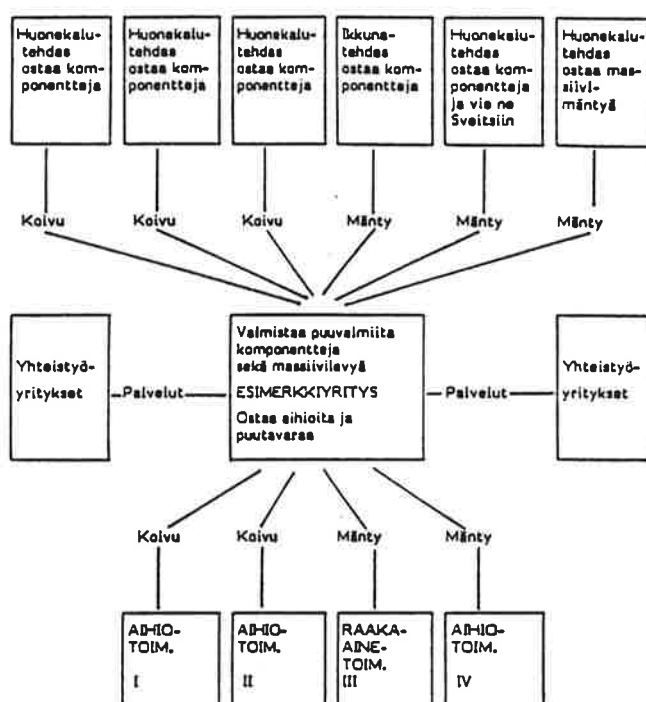 Huonekalu-
tehdas
ostaa kom-
ponentteja
Huonekalu-
tehdas
ostaa kom-
ponentteja
Huonekalu-
tehdas
ostaa kom-
ponentteja
Ikkuna-
tehdas
ostaa kom-
ponentteja
Huonekalu-
tehdas
ostaa kom-
ponentteja
ja vie ne
Sveitsiin
Huonekalu-
tehdas
ostaa mas-
siivi-
mäntyä
Koivu
Koivu
Koivu
Mänty
Mänty
Mänty
Yhteistyö-
yritykset
Palvelut
Valmistaa puuvalmiita
komponentteja
sekä massiivilevyä
ESIMERKKIYRITYS
Ostaa aihioita ja
puutavaraa
Palvelut
Yhteistyö-
yritykset
Koivu
Koivu
Mänty
Mänty
AIHIO-
TOIM.
I
AIHIO-
TOIM.
II
RAAKA-
AINE-
TOIM.
III
AIHIO-
TOIM.
IV